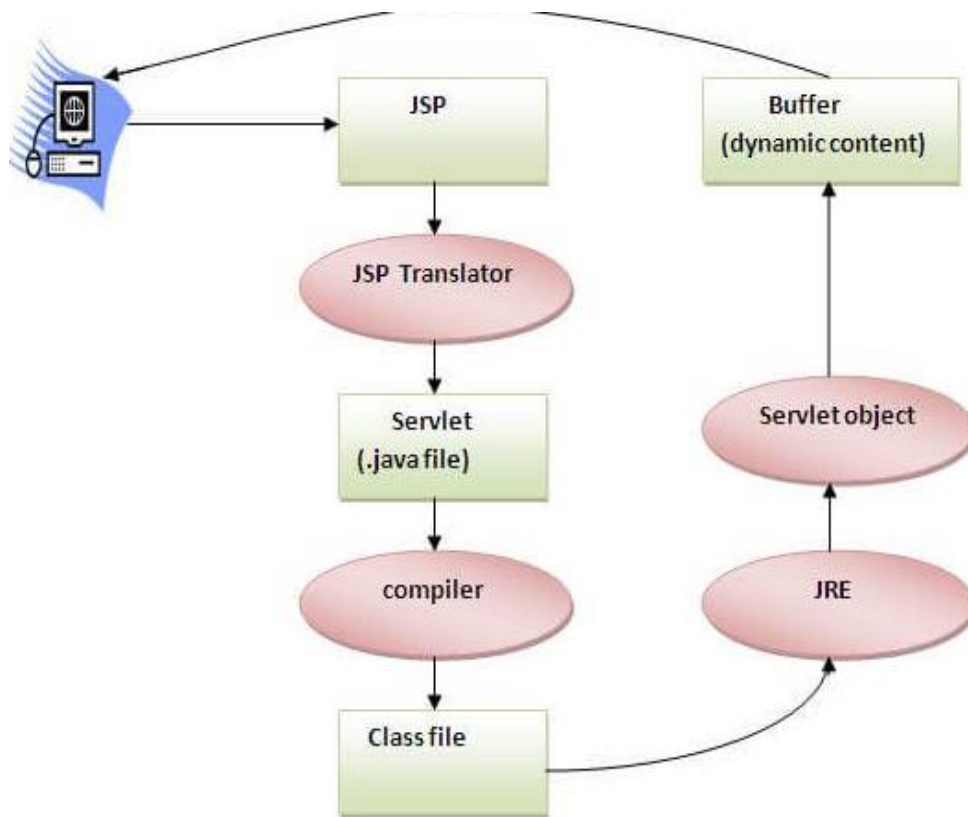 JSP
Buffer
(dynamic content)
JSP Translator
Servlet
(.java file)
Servlet object
compiler
JRE
Class file